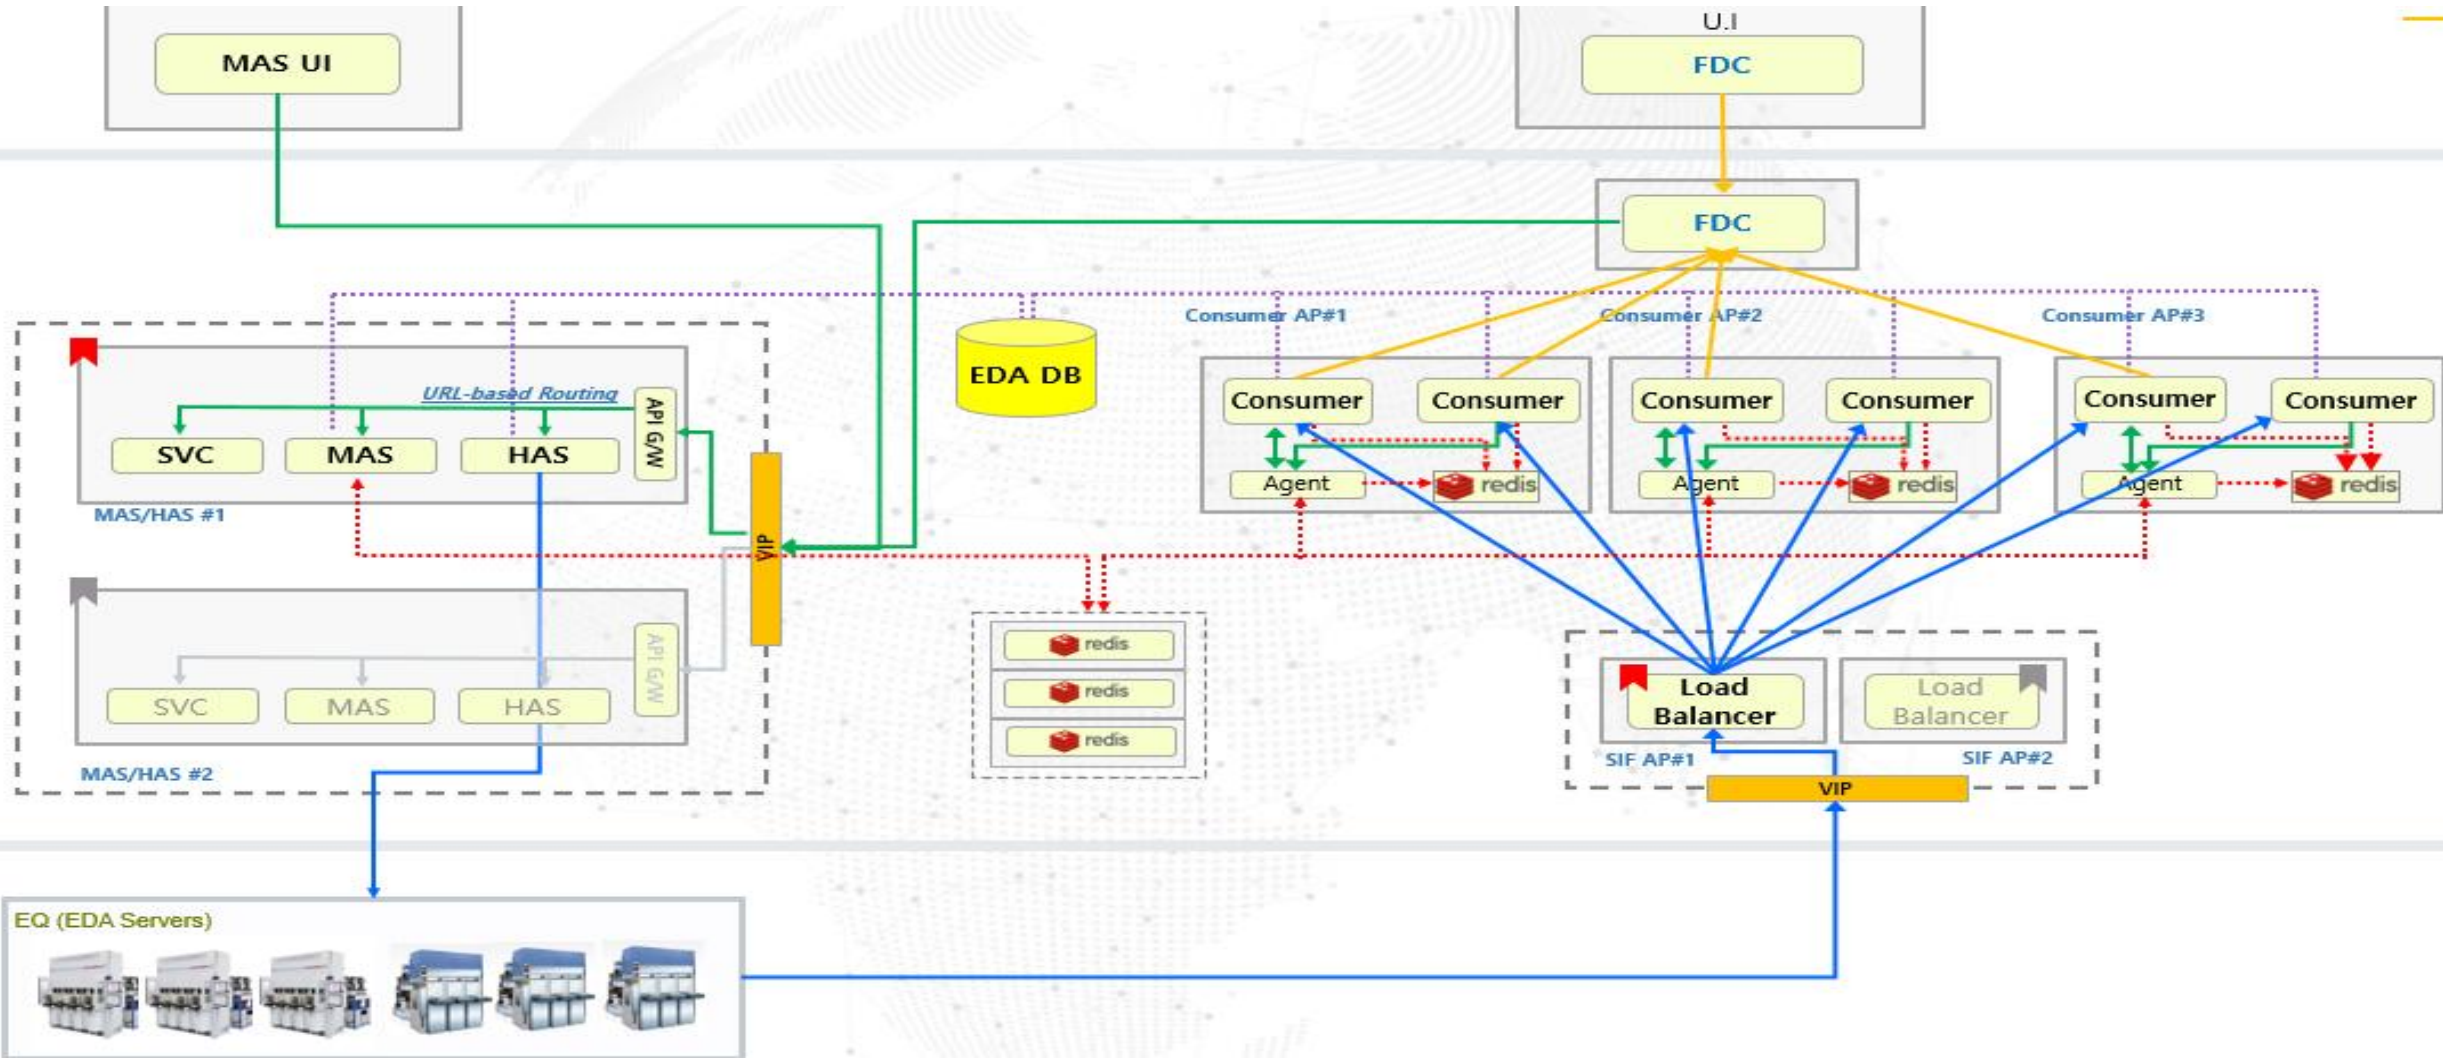 MAS UI
U.I
FDC
FDC
Consumer AP#1
Consumer AP#2
Consumer AP#3
EDA DB
URL-based Routing
API G/W
SVC
MAS
HAS
MAS/HAS #1
VIP
Consumer
Consumer
Agent
redis
Consumer
Consumer
Agent
redis
Consumer
Consumer
Agent
redis
API G/W
SVC
MAS
HAS
MAS/HAS #2
redis
redis
redis
Load
Balancer
SIF AP#1
Load
Balancer
SIF AP#2
VIP
EQ (EDA Servers)